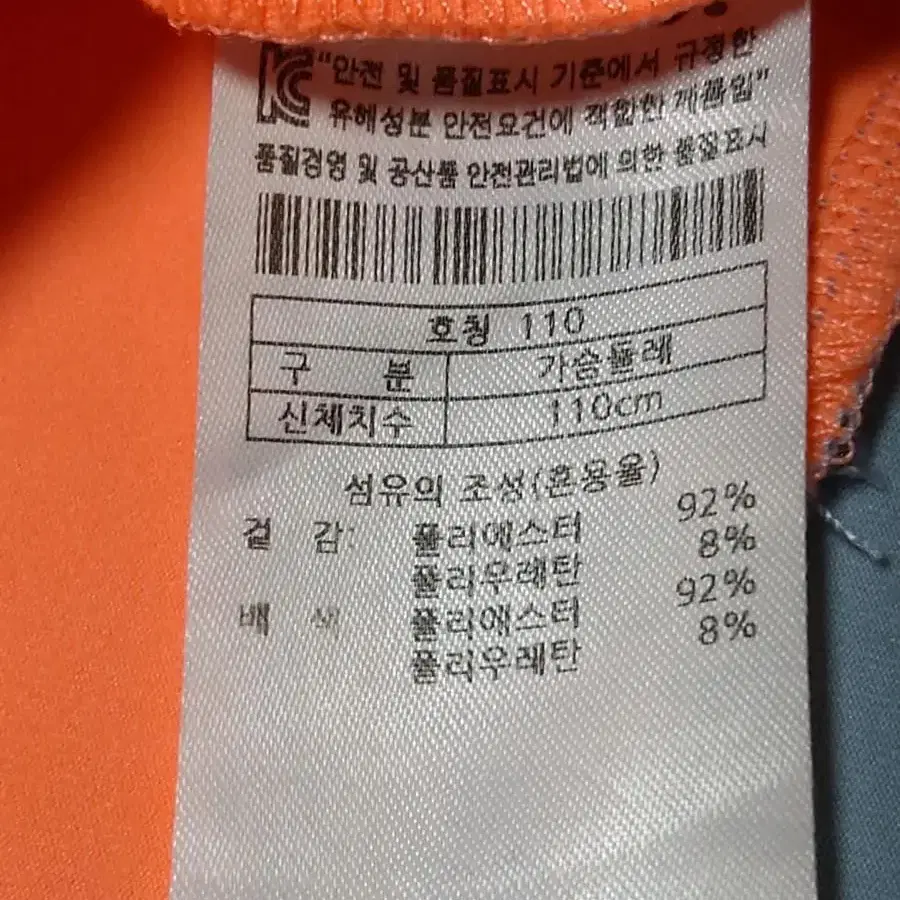 KC "안전 및 품질표시 기준에서 규정한
유해성분 안전요건에 적합한 제품임"
품질경영 및 공산품 안전관리법에 의한 품질표시
호칭 110
구 분 가슴둘레
신체치수 110cm
섬유의 조성(혼용율)
겉 감: 폴리에스터 92%
폴리우레탄 8%
배 색 폴리에스터 92%
폴리우레탄 8%